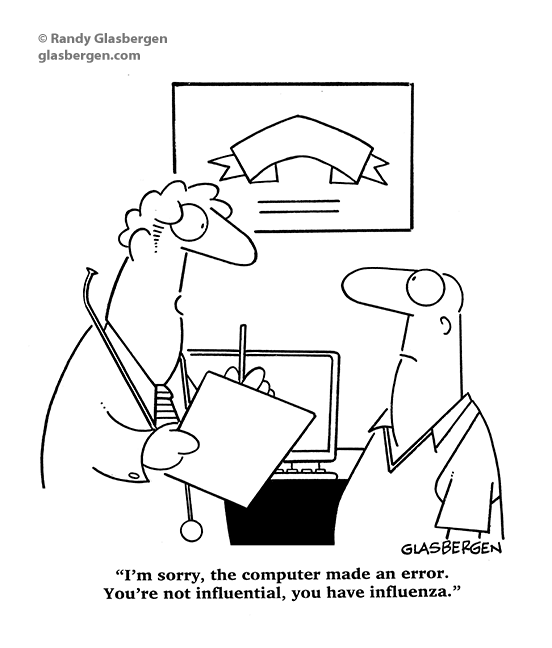 © Randy Glasbergen
glasbergen.com
GLASBERGEN
“I'm sorry, the computer made an error.
You're not influential, you have influenza.”